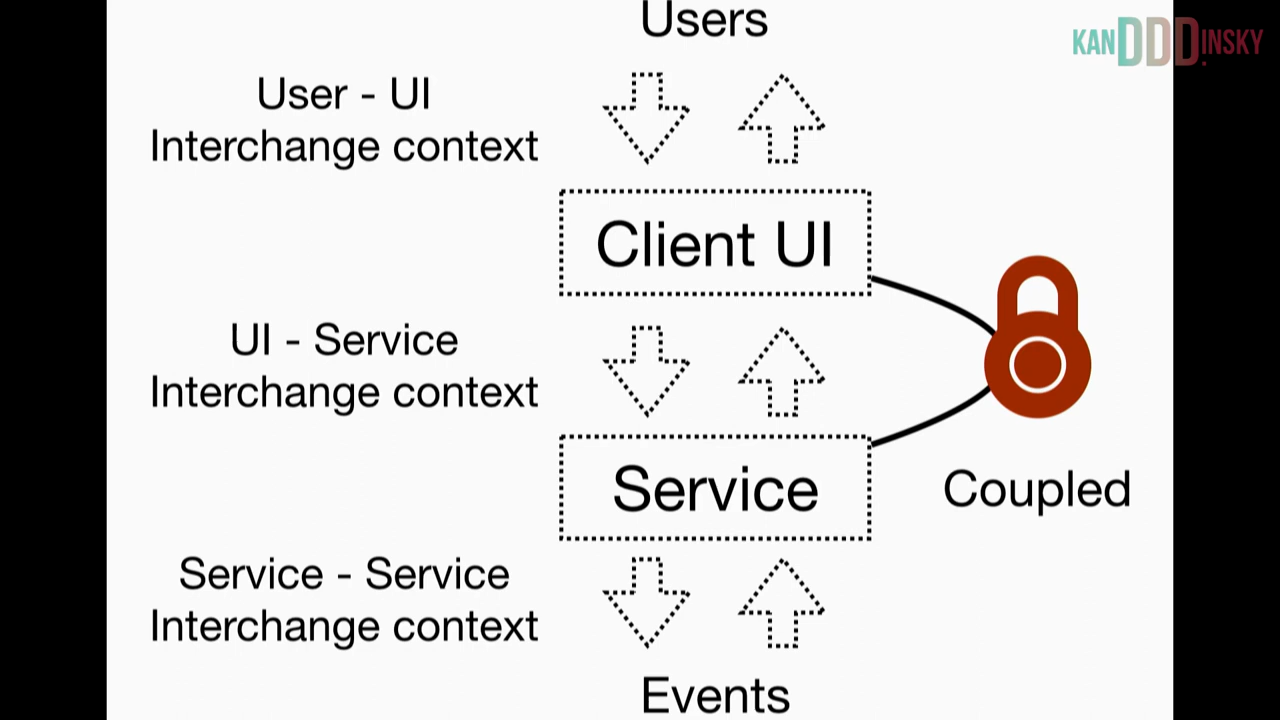 Users
KANDDDINSKY
User - UI
Interchange context
Client UI
UI - Service
Interchange context
Service
Coupled
Service - Service
Interchange context
Events